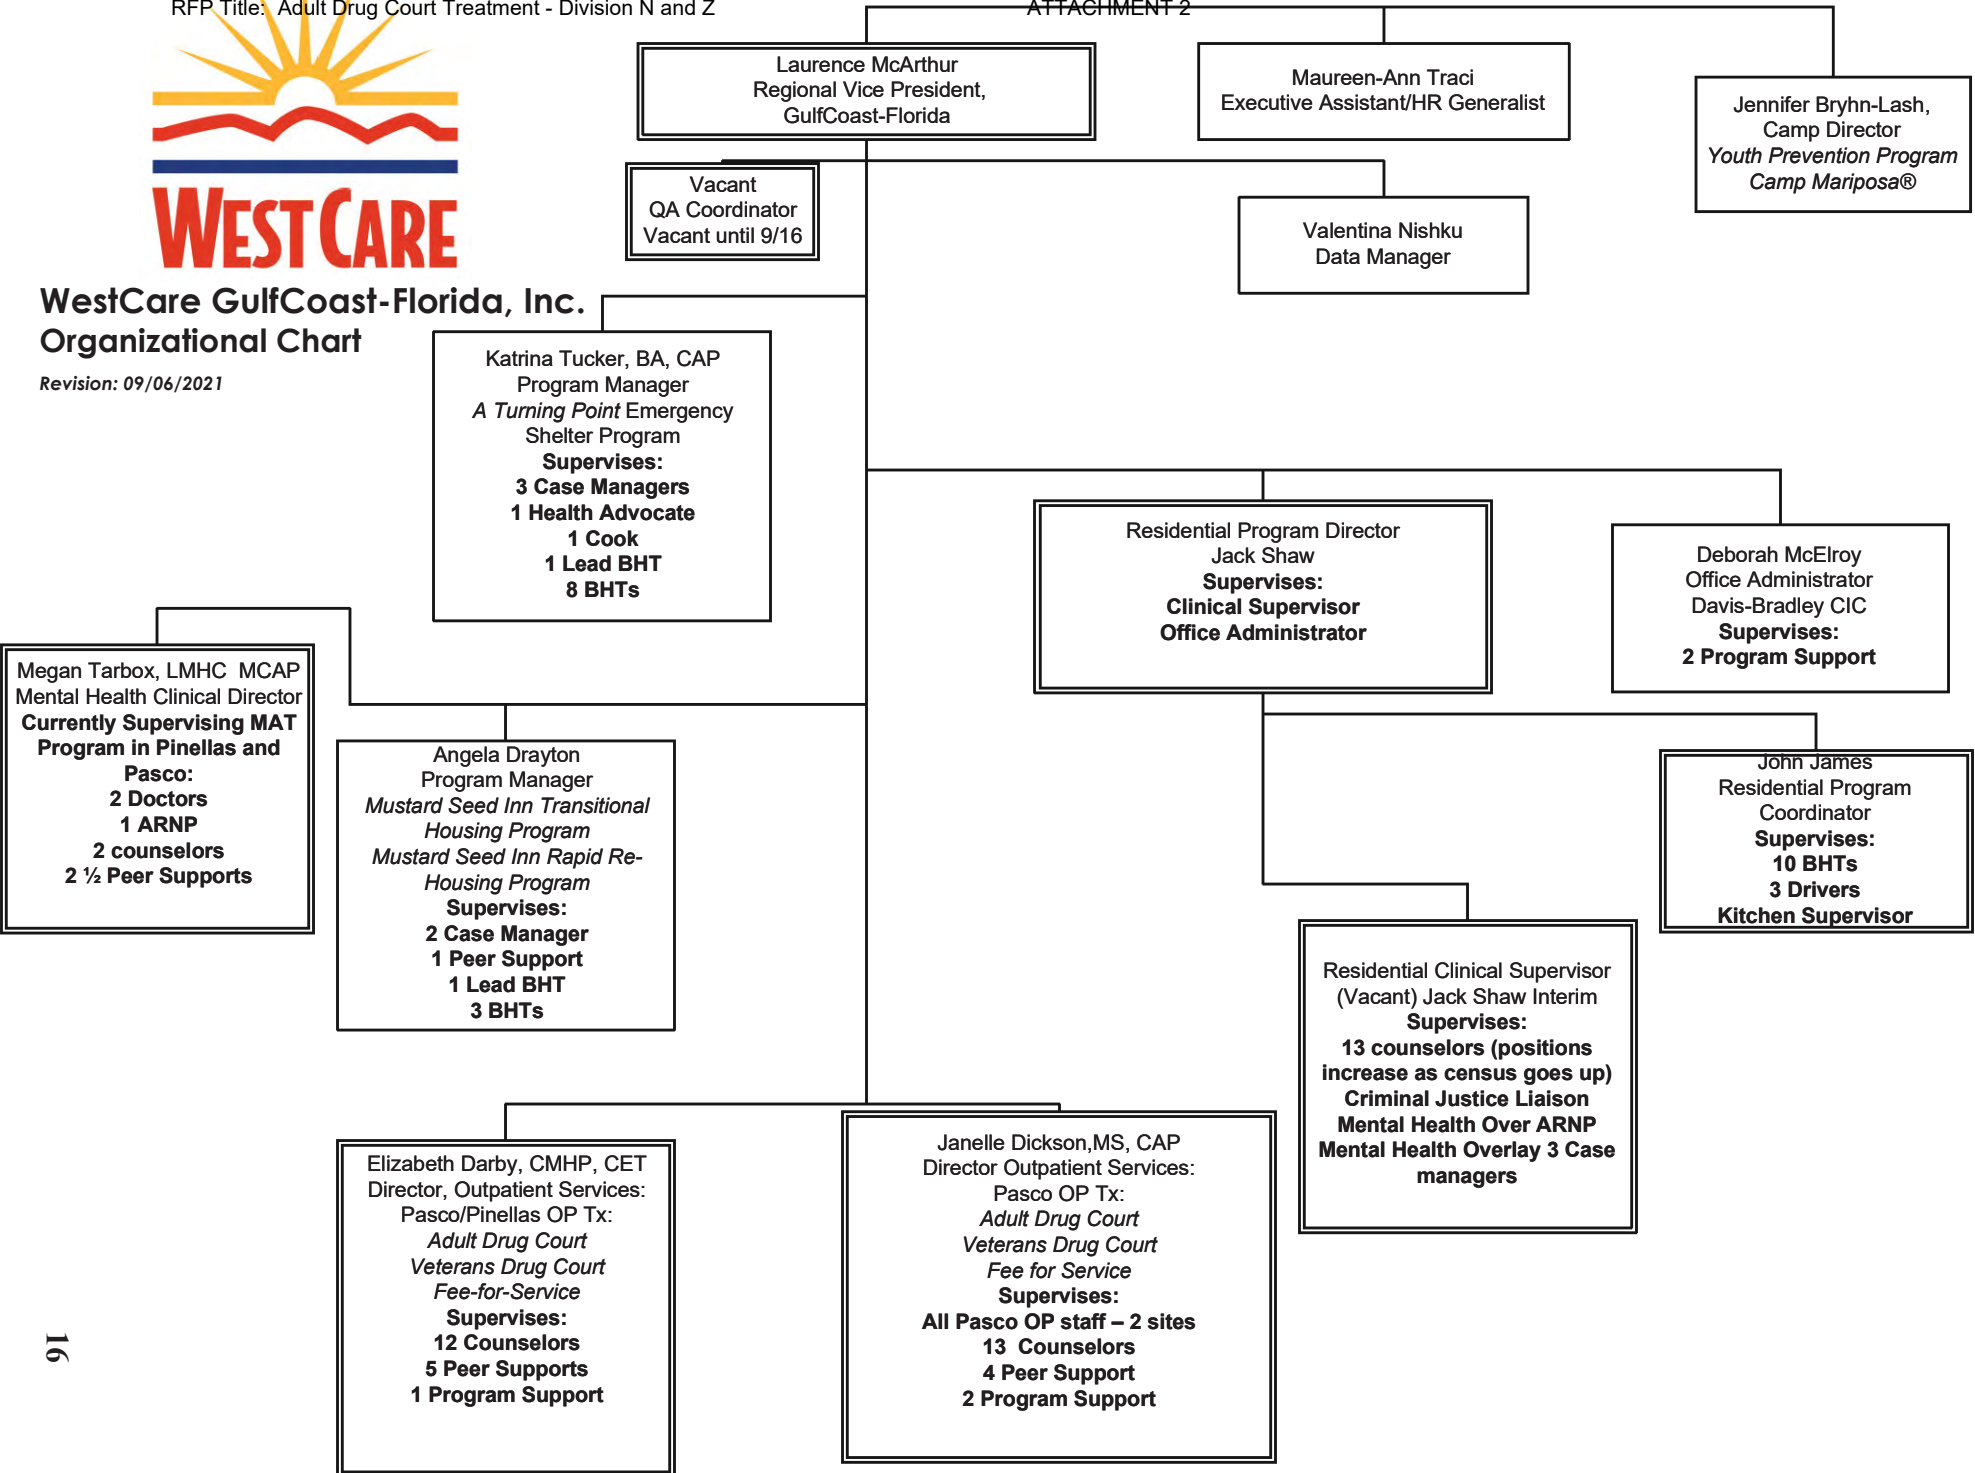 RFP Title: Adult Drug Court Treatment - Division N and Z
ATTACHMENT 2
WESTCARE
WestCare GulfCoast-Florida, Inc.
Organizational Chart
Revision: 09/06/2021
Laurence McArthur
Regional Vice President,
GulfCoast-Florida
Maureen-Ann Traci
Executive Assistant/HR Generalist
Jennifer Bryhn-Lash,
Camp Director
Youth Prevention Program
Camp Mariposa®
Vacant
QA Coordinator
Vacant until 9/16
Valentina Nishku
Data Manager
Katrina Tucker, BA, CAP
Program Manager
A Turning Point Emergency
Shelter Program
Supervises:
3 Case Managers
1 Health Advocate
1 Cook
1 Lead BHT
8 BHTs
Residential Program Director
Jack Shaw
Supervises:
Clinical Supervisor
Office Administrator
Deborah McElroy
Office Administrator
Davis-Bradley CIC
Supervises:
2 Program Support
Megan Tarbox, LMHC MCAP
Mental Health Clinical Director
Currently Supervising MAT
Program in Pinellas and
Pasco:
2 Doctors
1 ARNP
2 counselors
2 ½ Peer Supports
Angela Drayton
Program Manager
Mustard Seed Inn Transitional
Housing Program
Mustard Seed Inn Rapid Re-
Housing Program
Supervises:
2 Case Manager
1 Peer Support
1 Lead BHT
3 BHTs
John James
Residential Program
Coordinator
Supervises:
10 BHTs
3 Drivers
Kitchen Supervisor
Residential Clinical Supervisor
(Vacant) Jack Shaw Interim
Supervises:
13 counselors (positions
increase as census goes up)
Criminal Justice Liaison
Mental Health Over ARNP
Mental Health Overlay 3 Case
managers
Elizabeth Darby, CMHP, CET
Director, Outpatient Services:
Pasco/Pinellas OP Tx:
Adult Drug Court
Veterans Drug Court
Fee-for-Service
Supervises:
12 Counselors
5 Peer Supports
1 Program Support
Janelle Dickson,MS, CAP
Director Outpatient Services:
Pasco OP Tx:
Adult Drug Court
Veterans Drug Court
Fee for Service
Supervises:
All Pasco OP staff – 2 sites
13 Counselors
4 Peer Support
2 Program Support
16